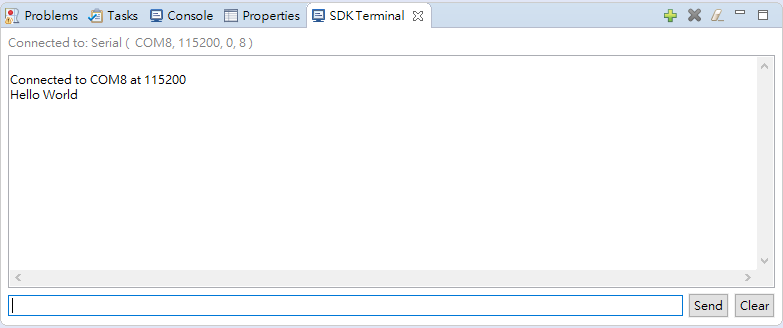 Problems Tasks Console Properties SDK Terminal
Connected to: Serial ( COM8, 115200, 0, 8 )
Connected to COM8 at 115200
Hello World
Send Clear